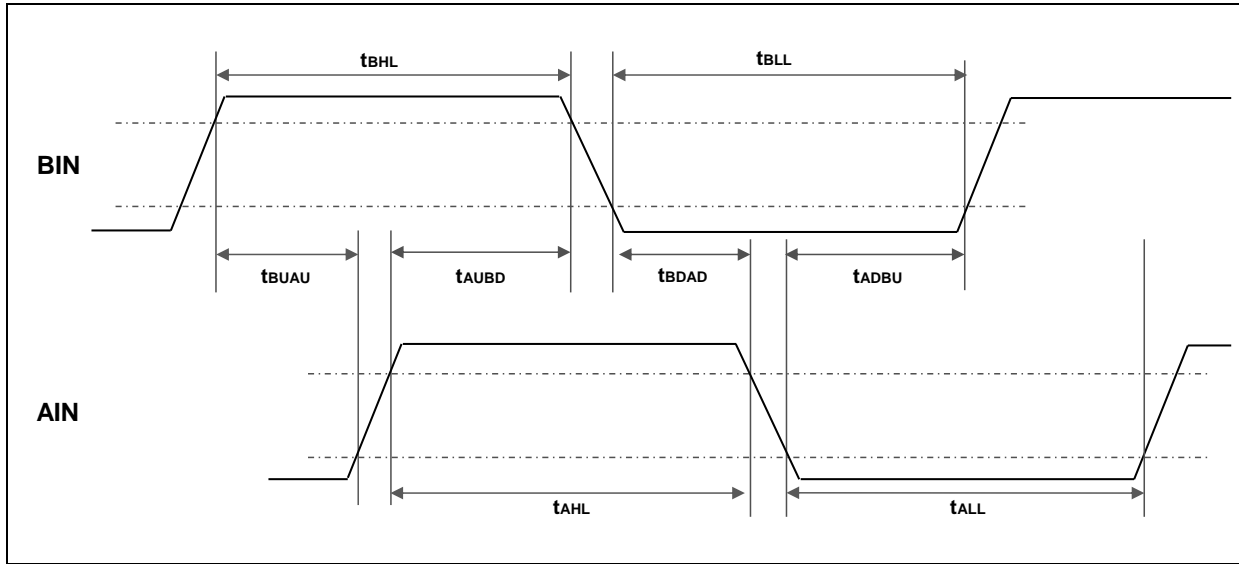 tBHL
tBLL
BIN
tBUAU
tAUBD
tBDAD
tADBU
AIN
tAHL
tALL